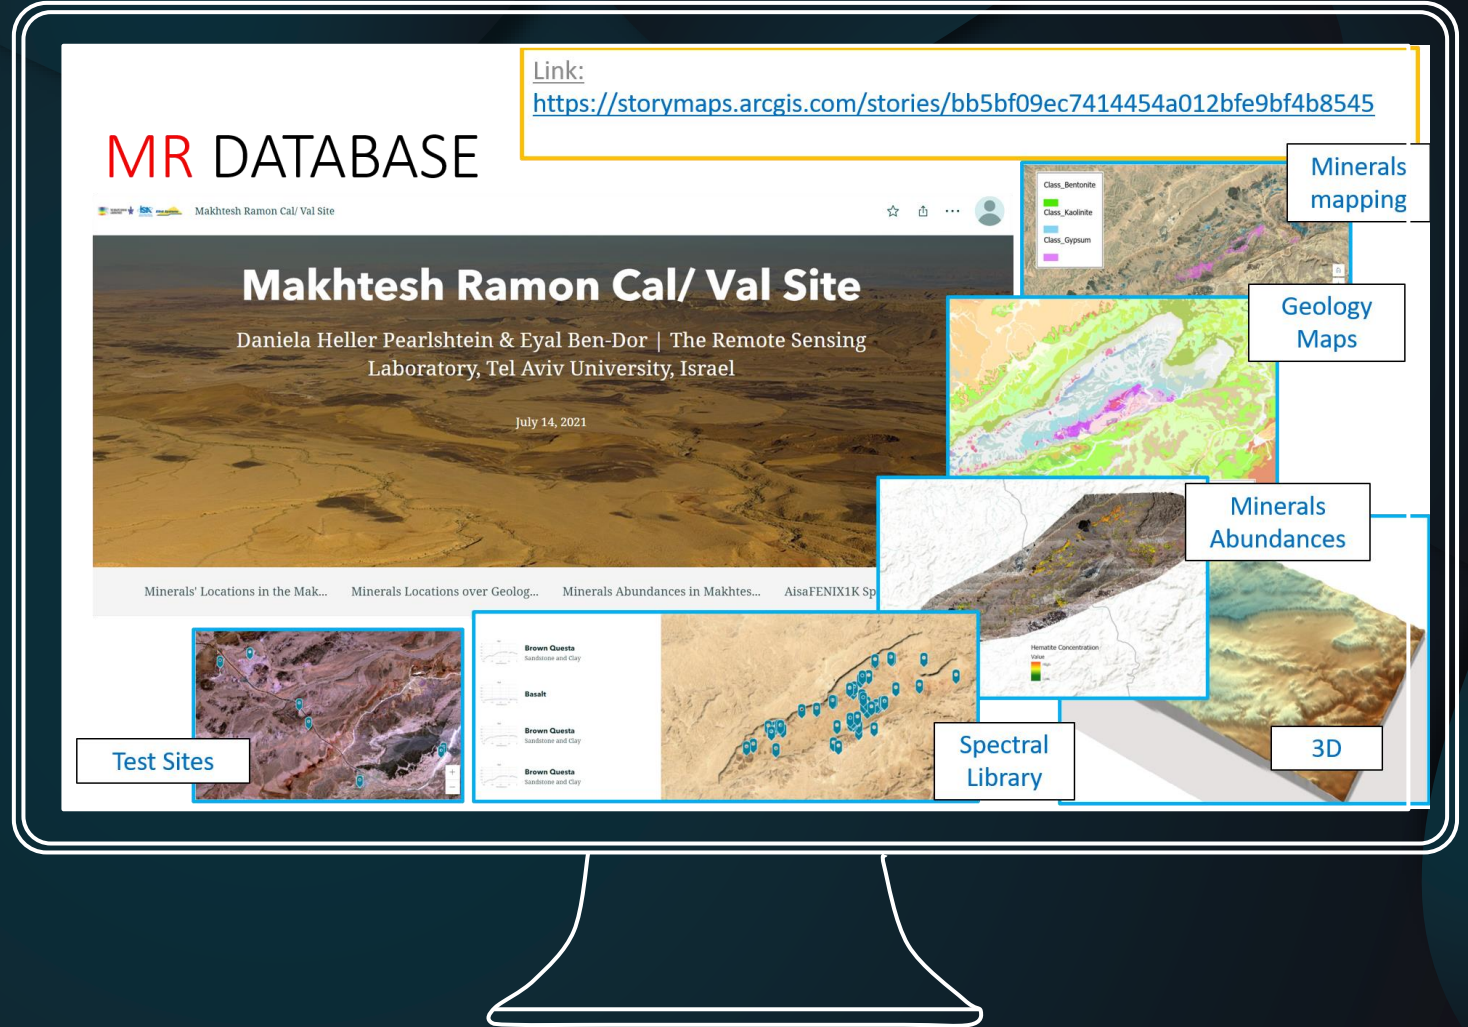 Link:
https://storymaps.arcgis.com/stories/bb5bf09ec7414454a012bfe9bf4b8545
MR DATABASE
Makhtesh Ramon Cal/ Val Site
Makhtesh Ramon Cal/ Val Site
Daniela Heller Pearlshtein & Eyal Ben-Dor | The Remote Sensing
Laboratory, Tel Aviv University, Israel
July 14, 2021
Minerals' Locations in the Mak...
Minerals Locations over Geolog...
Minerals Abundances in Makhtes...
AisaFENIX1K Sp
Minerals
mapping
Class_Bentonite
Class_Kaolinite
Class_Gypsum
Geology
Maps
Minerals
Abundances
Hematite Concentration
Value
3D
Spectral
Library
Brown Questa
Sandstone and Clay
Basalt
Brown Questa
Sandstone and Clay
Brown Questa
Sandstone and Clay
Test Sites